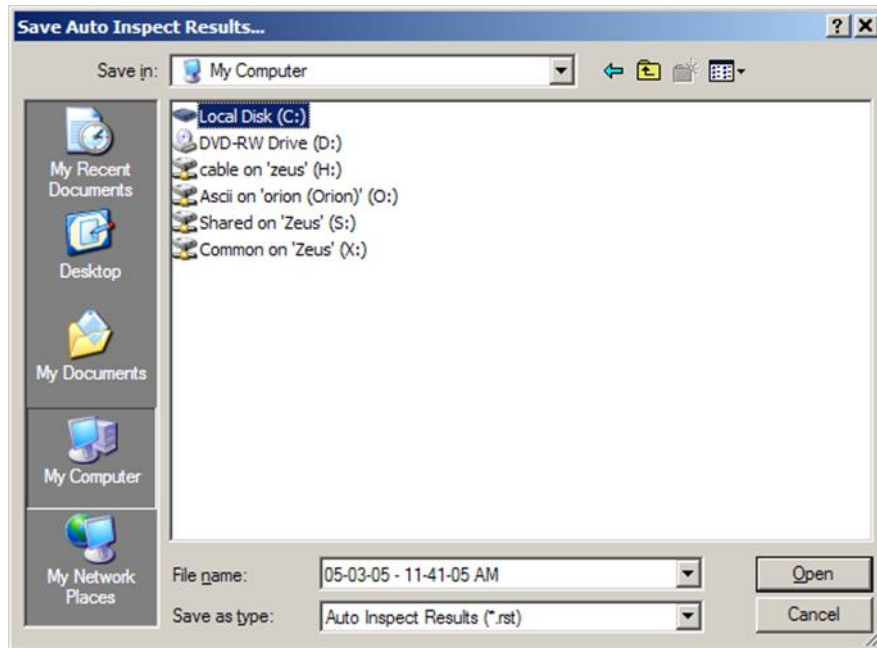 Save Auto Inspect Results...
Save in:
My Computer
My Recent
Documents
Desktop
My Documents
My Computer
My Network
Places
Local Disk (C:)
DVD-RW Drive (D:)
cable on 'zeus' (H:)
Ascii on 'orion (Orion)' (O:)
Shared on 'Zeus' (S:)
Common on 'Zeus' (X:)
File name:
05-03-05 - 11-41-05 AM
Open
Save as type:
Auto Inspect Results (*.rst)
Cancel